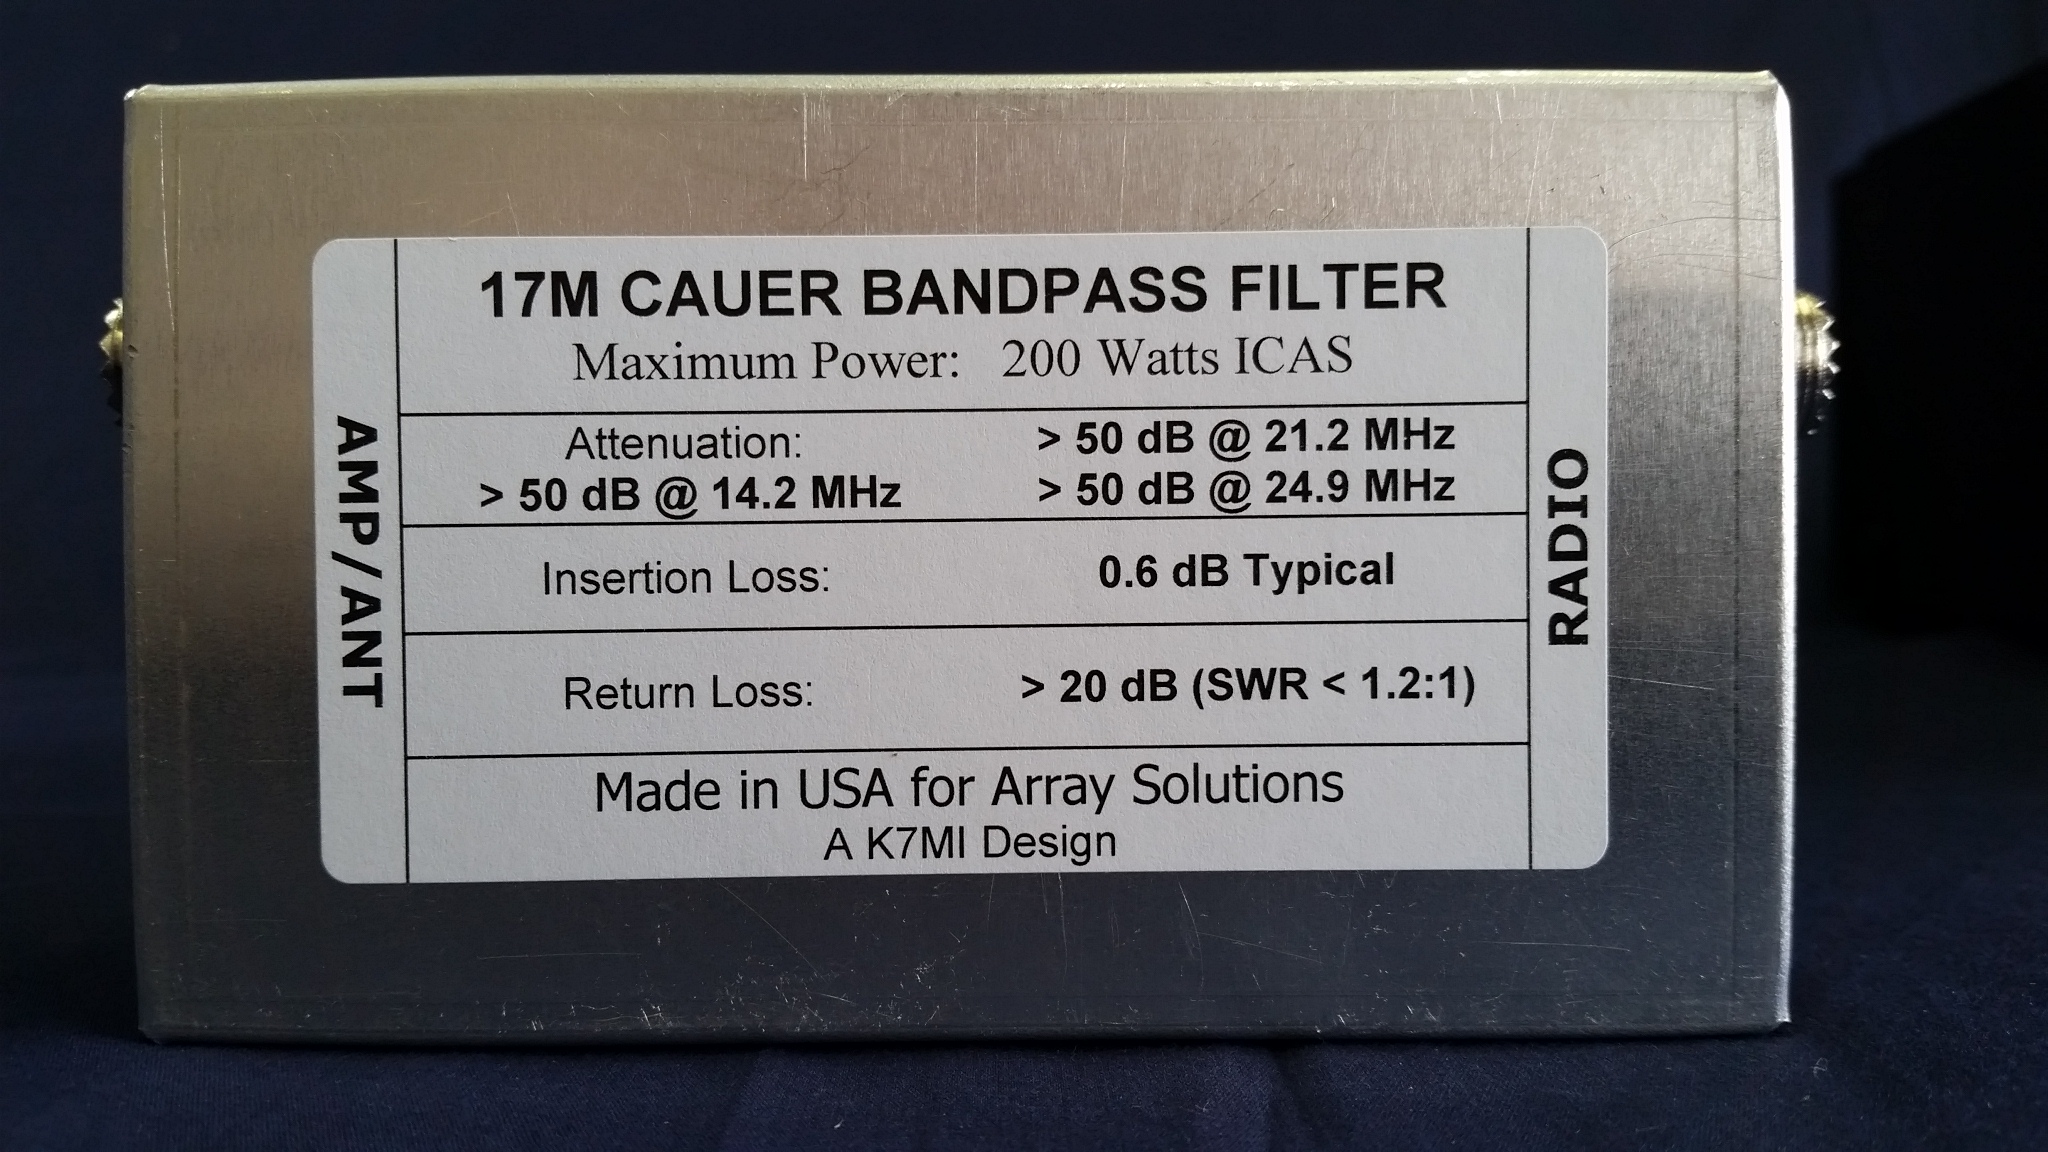 17M CAUER BANDPASS FILTER
Maximum Power: 200 Watts ICAS
Attenuation:
> 50 dB @ 14.2 MHz
> 50 dB @ 21.2 MHz
> 50 dB @ 24.9 MHz
Insertion Loss: 0.6 dB Typical
Return Loss: > 20 dB (SWR < 1.2:1)
Made in USA for Array Solutions
A K7MI Design
AMP/ANT
RADIO